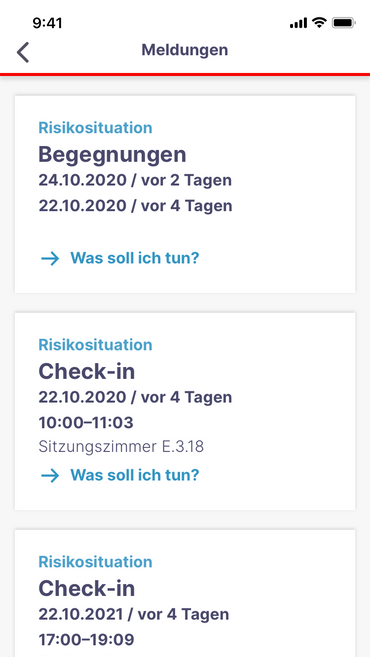 9:41
Meldungen
Risikosituation
Begegnungen
24.10.2020 / vor 2 Tagen
22.10.2020 / vor 4 Tagen
Was soll ich tun?
Risikosituation
Check-in
22.10.2020 / vor 4 Tagen
10:00–11:03
Sitzungszimmer E.3.18
Was soll ich tun?
Risikosituation
Check-in
22.10.2021 / vor 4 Tagen
17:00–19:09